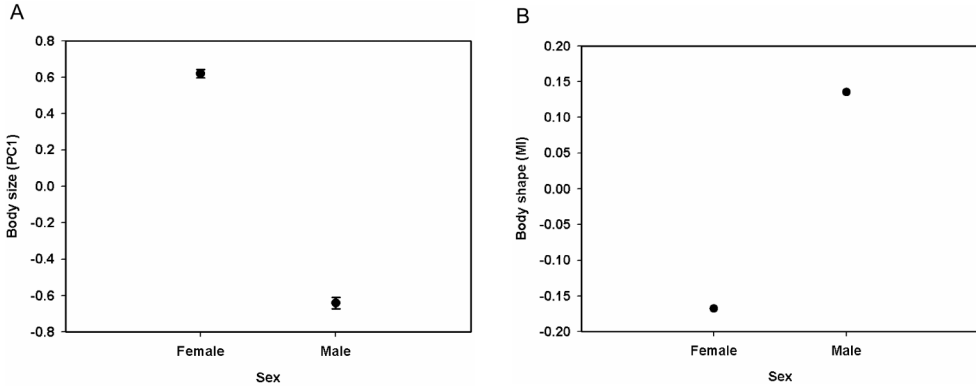 A
Body size (PC1)
0.8
0.6
0.4
0.2
0.0
-0.2
-0.4
-0.6
-0.8
Female Male
Sex
B
Body shape (MI)
0.20
0.15
0.10
0.05
0.00
-0.05
-0.10
-0.15
-0.20
Female Male
Sex